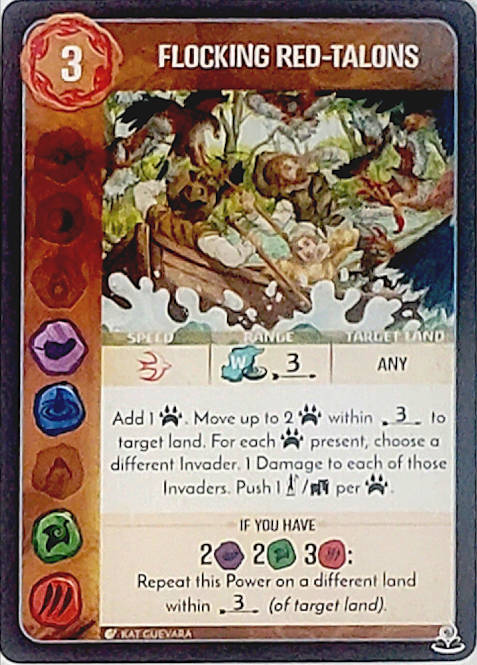 3
FLOCKING RED-TALONS
SPEED RANGE TARGET LAND
W 3 ANY
Add 1 . Move up to 2 within 3 to
target land. For each present, choose a
different Invader. 1 Damage to each of those
Invaders. Push 1 / per .
IF YOU HAVE
2 2 3 :
Repeat this Power on a different land
within 3 (of target land).
KAT GUEVARA